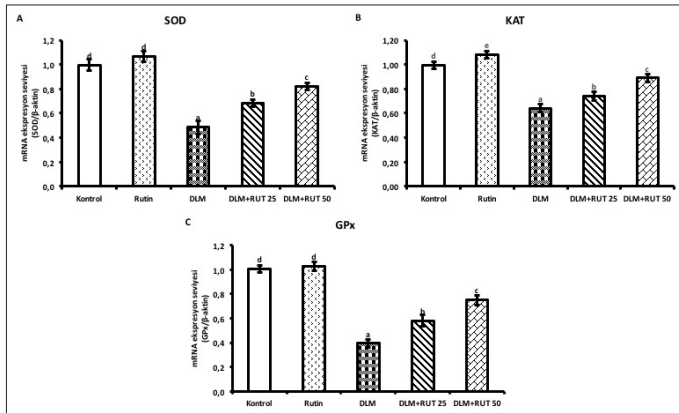 A
SOD
mRNA ekspresyon seviyesi
(SOD/β-aktin)
1,2
1,0
0,8
0,6
0,4
0,2
0,0
d
d
a
b
c
Kontrol
Rutin
DLM
DLM+RUT 25
DLM+RUT 50
B
KAT
mRNA ekspresyon seviyesi
(KAT/β-aktin)
1,20
1,00
0,80
0,60
0,40
0,20
0,00
d
e
a
b
c
Kontrol
Rutin
DLM
DLM+RUT 25
DLM+RUT 50
C
GPx
mRNA ekspresyon seviyesi
(GPx/β-aktin)
1,2
1,0
0,8
0,6
0,4
0,2
0,0
d
d
a
b
c
Kontrol
Rutin
DLM
DLM+RUT 25
DLM+RUT 50